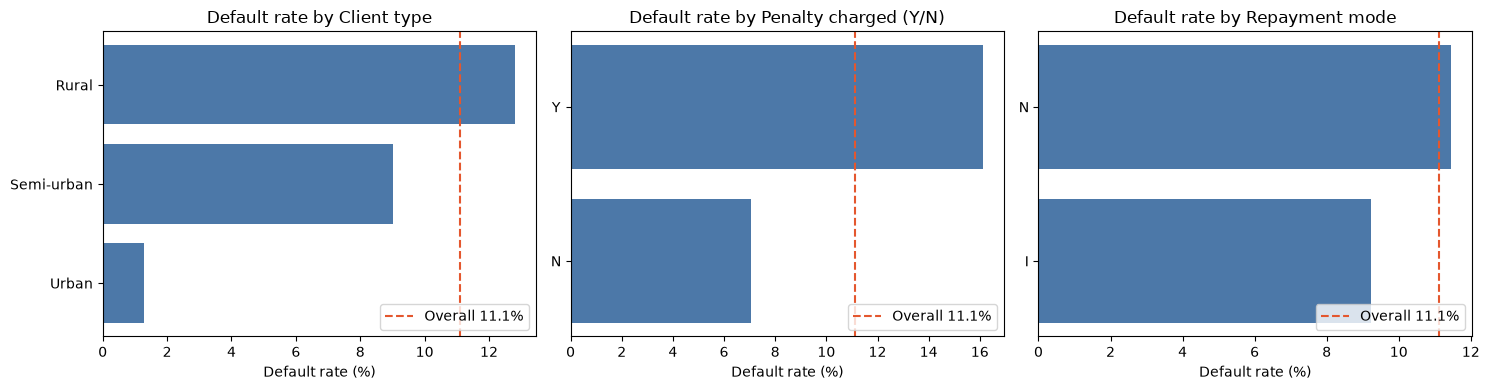 Default rate by Client type
Rural
Semi-urban
Urban
Overall 11.1%
0 2 4 6 8 10 12
Default rate (%)
Default rate by Penalty charged (Y/N)
Y
N
Overall 11.1%
0 2 4 6 8 10 12 14 16
Default rate (%)
Default rate by Repayment mode
N
I
Overall 11.1%
0 2 4 6 8 10 12
Default rate (%)